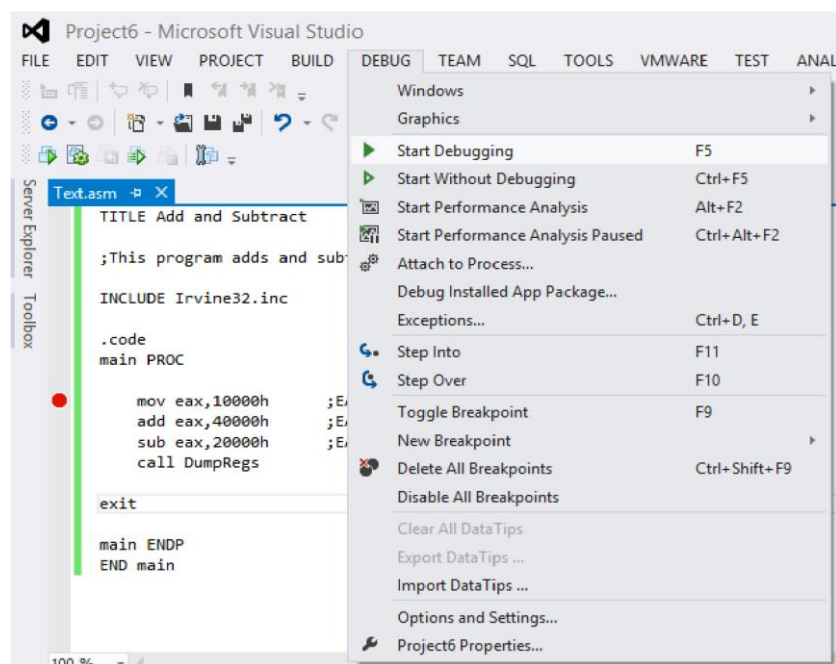 Project6 - Microsoft Visual Studio
FILE EDIT VIEW PROJECT BUILD DEBUG TEAM SQL TOOLS VMWARE TEST ANAL
Windows
Graphics
Start Debugging F5
Start Without Debugging Ctrl+F5
Start Performance Analysis Alt+F2
Start Performance Analysis Paused Ctrl+Alt+F2
Attach to Process...
Debug Installed App Package...
Exceptions... Ctrl+D, E
Step Into F11
Step Over F10
Toggle Breakpoint F9
New Breakpoint
Delete All Breakpoints Ctrl+Shift+F9
Disable All Breakpoints
Clear All DataTips
Export DataTips ...
Import DataTips ...
Options and Settings...
Project6 Properties...
Server Explorer
Toolbox
Text.asm
TITLE Add and Subtract
;This program adds and sub
INCLUDE Irvine32.inc
.code
main PROC
mov eax,10000h ;EA
add eax,40000h ;EA
sub eax,20000h ;EA
call DumpRegs
exit
main ENDP
END main
100 %